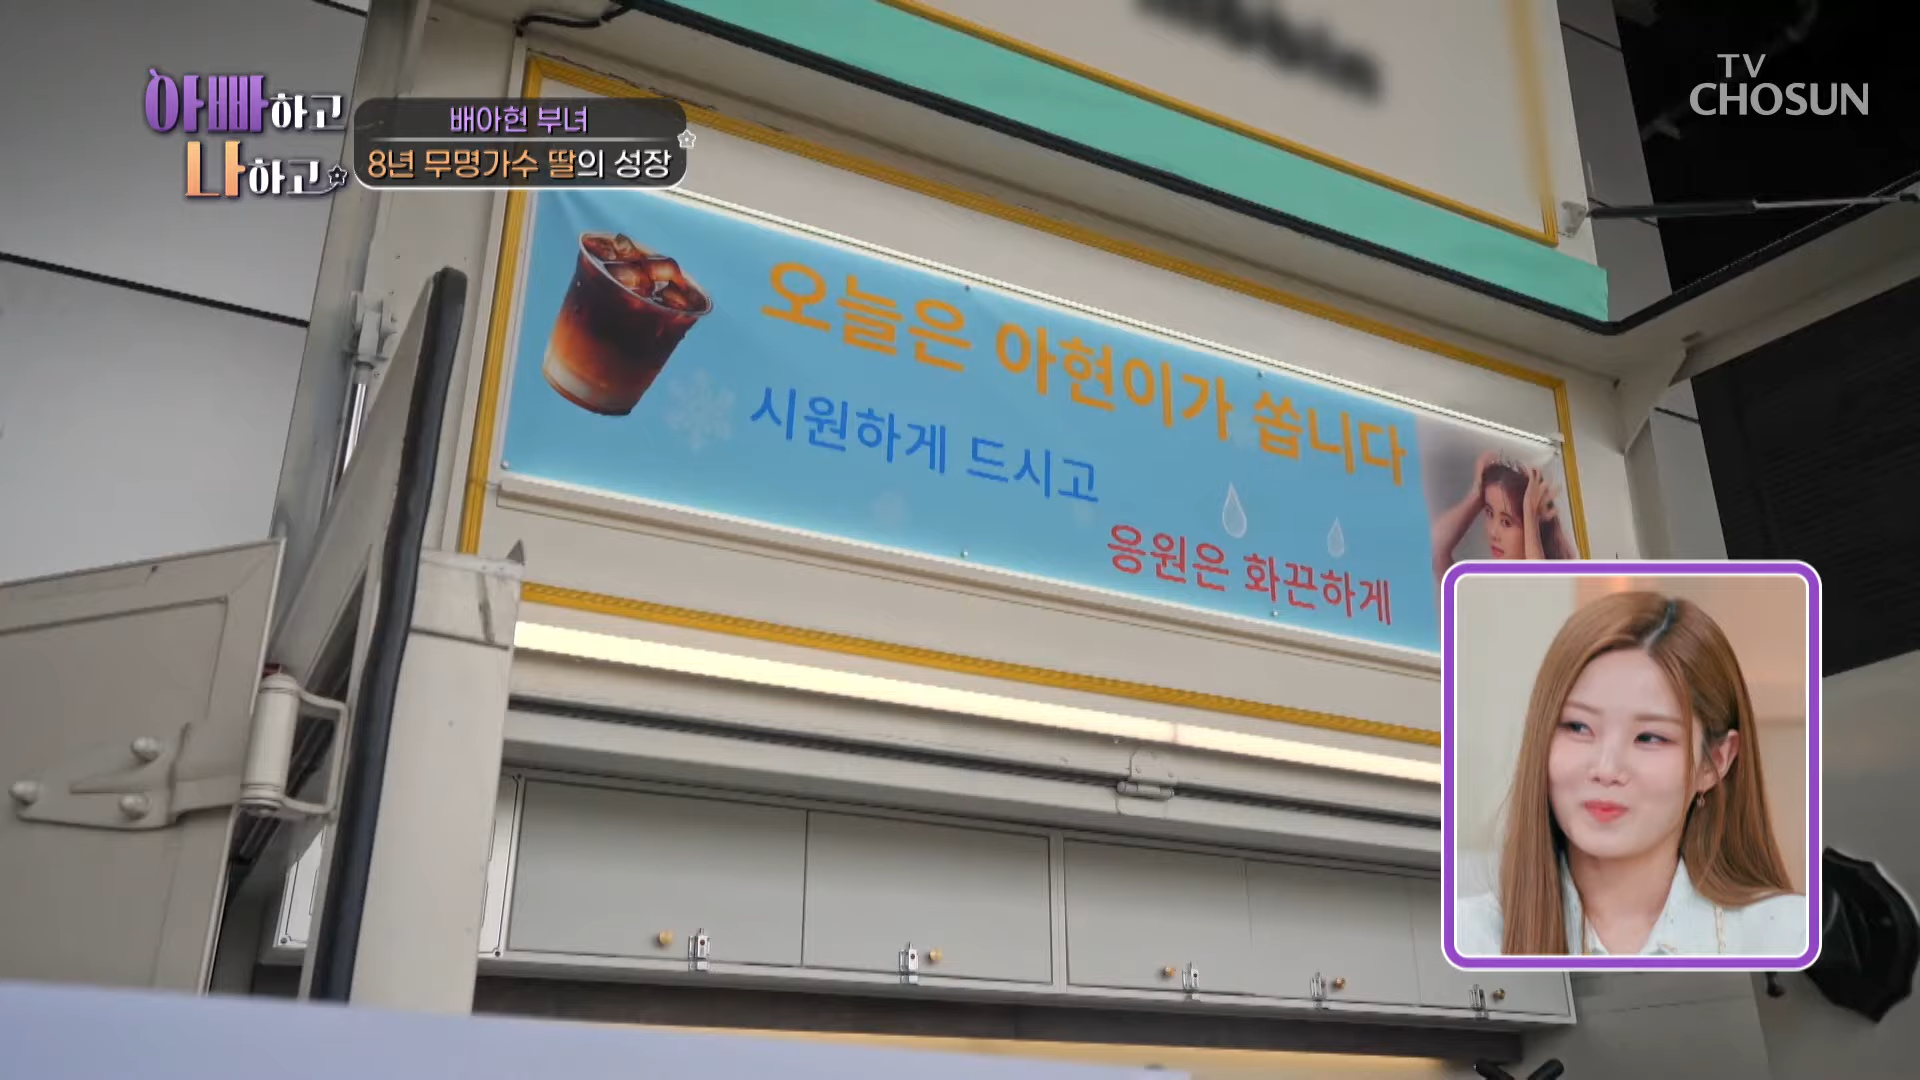 아빠하고
나하고
배아현 부녀
8년 무명가수 딸의 성장
TV
CHOSUN
오늘은 아현이가 쏩니다
시원하게 드시고
응원은 화끈하게